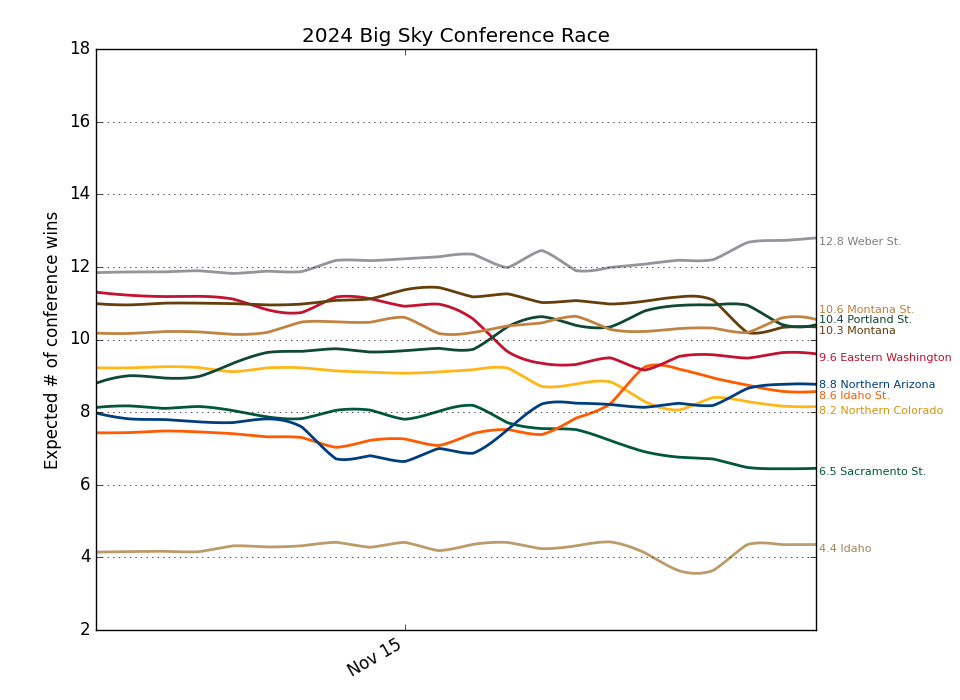 2024 Big Sky Conference Race
Expected # of conference wins
18
16
14
12
10
8
6
4
2
Nov 15
12.8 Weber St.
10.6 Montana St.
10.4 Portland St.
10.3 Montana
9.6 Eastern Washington
8.8 Northern Arizona
8.6 Idaho St.
8.2 Northern Colorado
6.5 Sacramento St.
4.4 Idaho